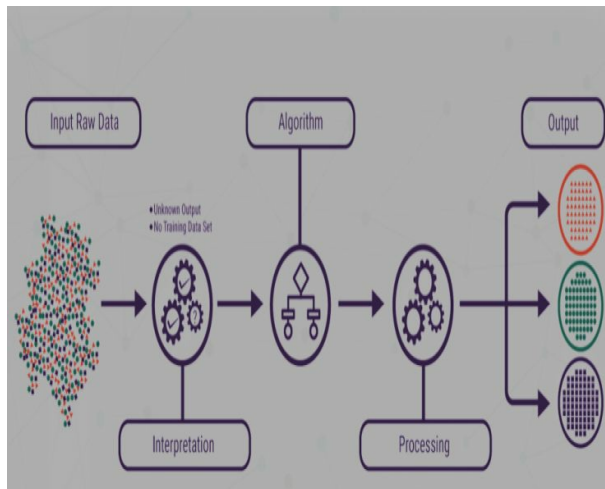 Input Raw Data
Algorithm
Output
• Unknown Output
• No Training Data Set
?
Interpretation
Processing